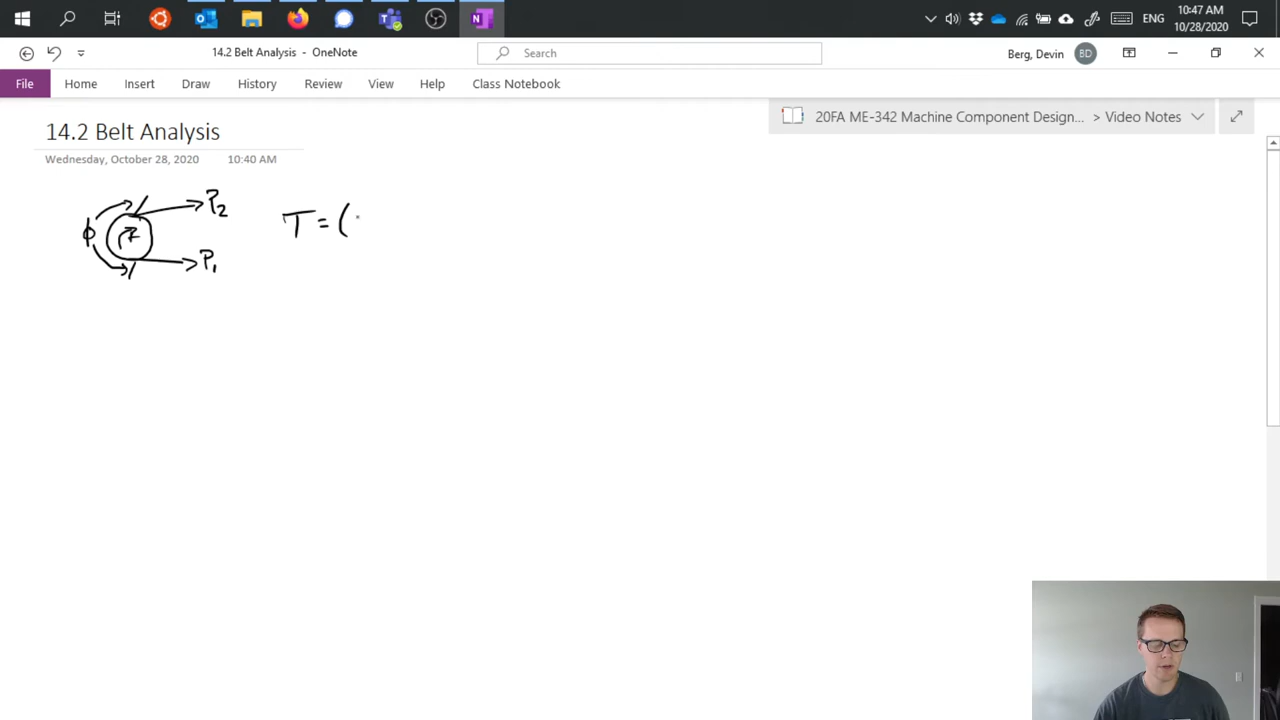 10:47 AM
ENG
10/28/2020
14.2 Belt Analysis - OneNote
Search
Berg, Devin
BD
File Home Insert Draw History Review View Help Class Notebook
20FA ME-342 Machine Component Design... > Video Notes
14.2 Belt Analysis
Wednesday, October 28, 2020 10:40 AM
P2
T = (
ϕ
r
P1